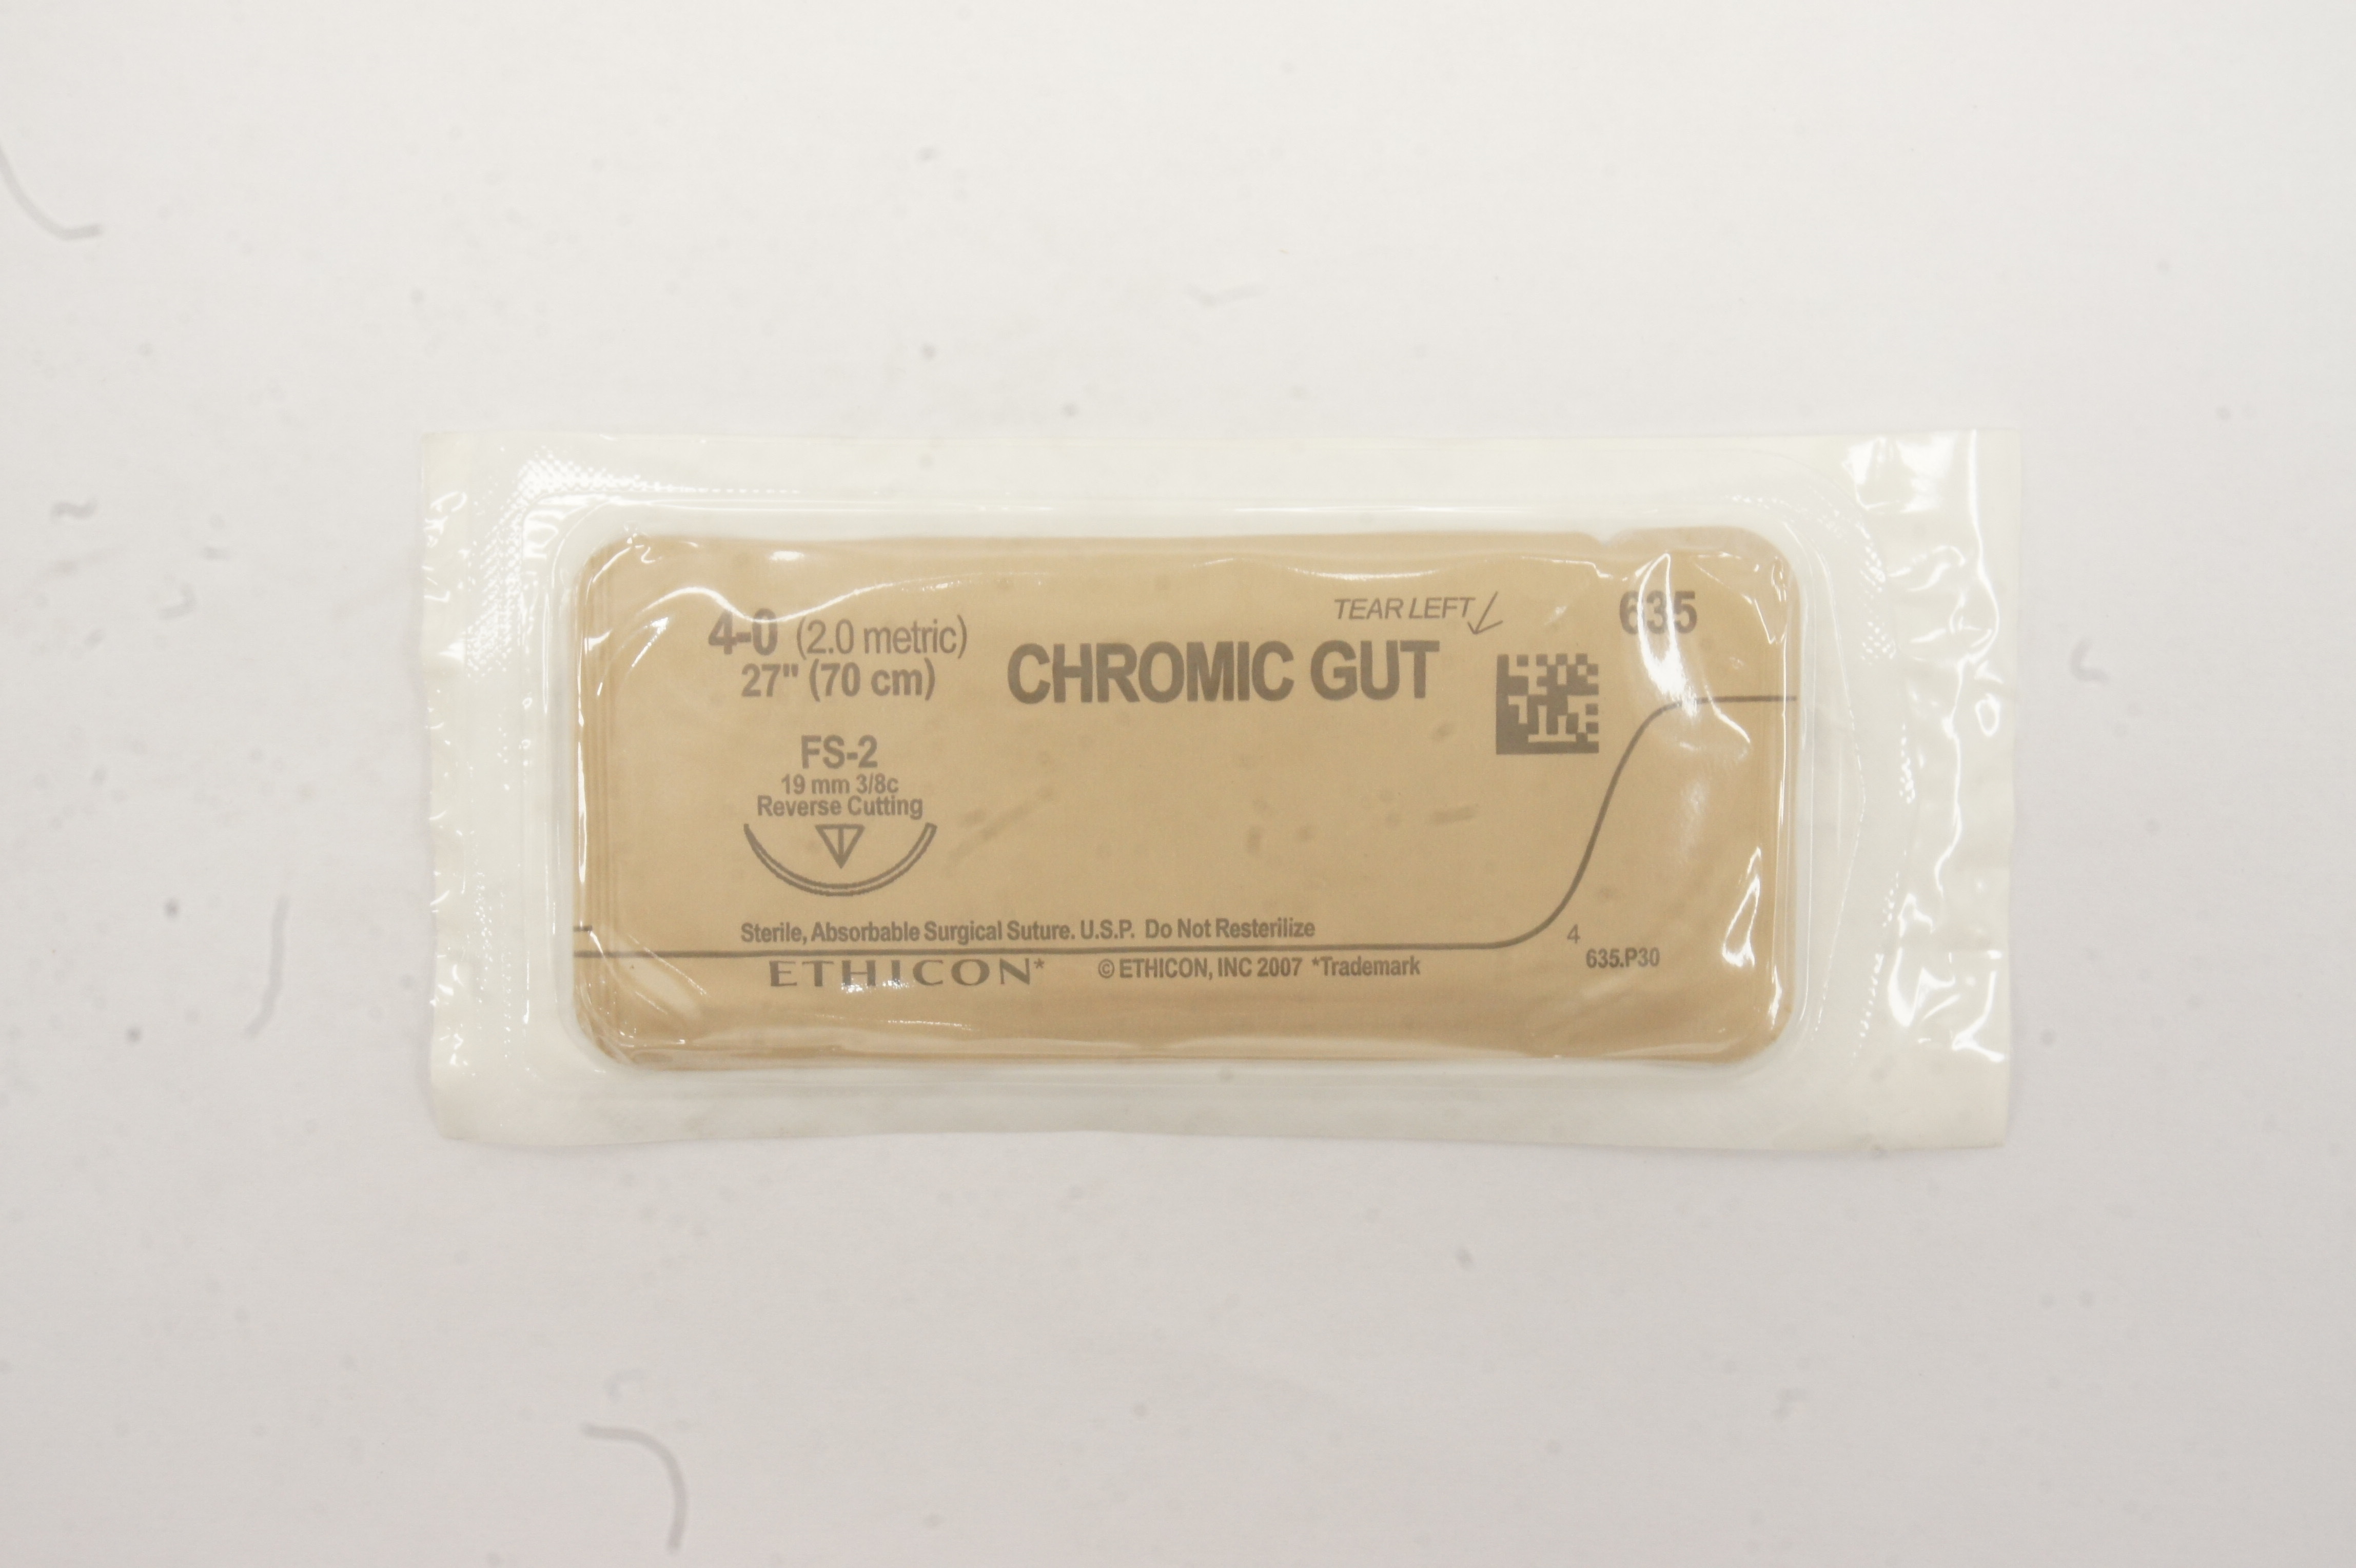 4-0 (2.0 metric)
27" (70 cm)
TEAR LEFT
635
CHROMIC GUT
FS-2
19 mm 3/8c
Reverse Cutting
Sterile, Absorbable Surgical Suture. U.S.P. Do Not Resterilize
4
635.P30
ETHICON* © ETHICON, INC 2007 *Trademark